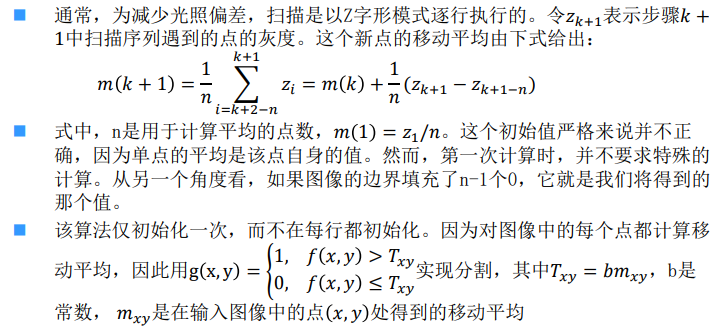 通常，为减少光照偏差，扫描是以Z字形模式逐行执行的。令$z_{k+1}$表示步骤$k+$
1中扫描序列遇到的点的灰度。这个新点的移动平均由下式给出：
$m(k+1)=\frac{1}{n}\sum_{i=k+2-n}^{k+1} z_i=m(k)+\frac{1}{n}(z_{k+1}-z_{k+1-n})$
式中，n是用于计算平均的点数，$m(1)=z_1/n$。这个初始值严格来说并不正
确，因为单点的平均是该点自身的值。然而，第一次计算时，并不要求特殊的
计算。从另一个角度看，如果图像的边界填充了n-1个0，它就是我们将得到的
那个值。
该算法仅初始化一次，而不在每行都初始化。因为对图像中的每个点都计算移
动平均，因此用$g(x,y)=\begin{cases}1, & f(x,y)>T_{xy}\\0, & f(x,y)\le T_{xy}\end{cases}$实现分割，其中$T_{xy}=bm_{xy}$，b是
常数，$m_{xy}$是在输入图像中的点$(x,y)$处得到的移动平均